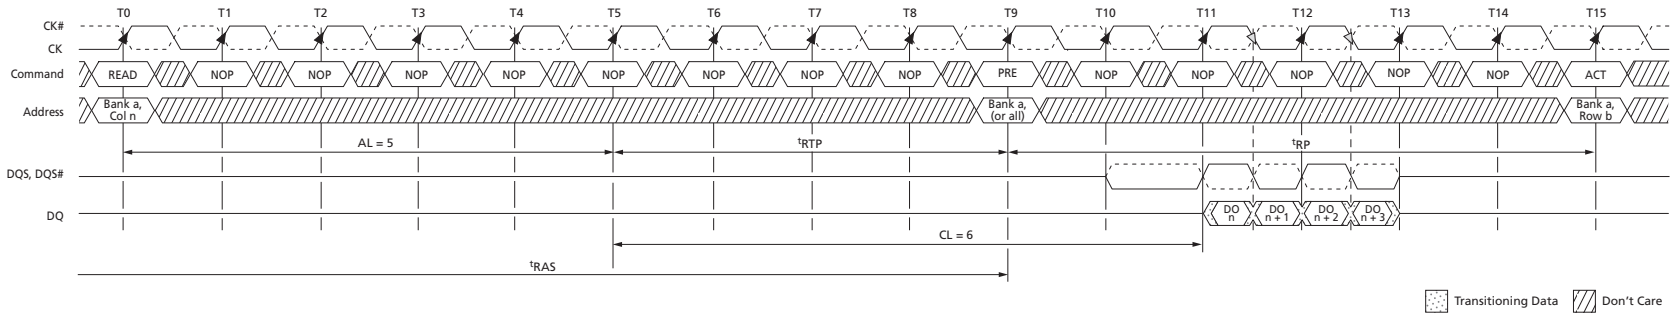 T0 T1 T2 T3 T4 T5 T6 T7 T8 T9 T10 T11 T12 T13 T14 T15
CK#
CK
Command READ NOP NOP NOP NOP NOP NOP NOP NOP PRE NOP NOP NOP NOP NOP ACT
Address Bank a, Bank a, Bank a,
Col n (or all) Row b
AL = 5 tRTP tRP
DQS, DQS#
DQ DO DO DO DO
n n + 1 n + 2 n + 3
CL = 6
tRAS
Transitioning Data Don't Care